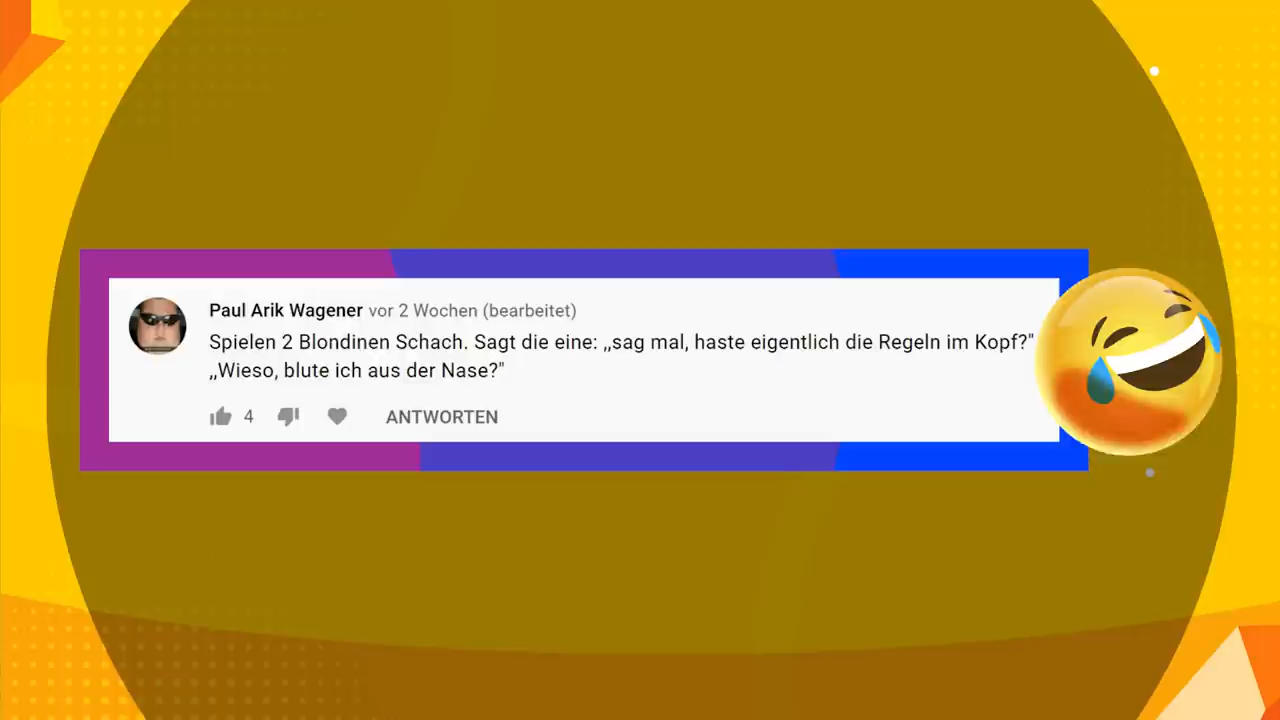 Paul Arik Wagener vor 2 Wochen (bearbeitet)
Spielen 2 Blondinen Schach. Sagt die eine: ,,sag mal, haste eigentlich die Regeln im Kopf?"
,,Wieso, blute ich aus der Nase?"
4 ANTWORTEN